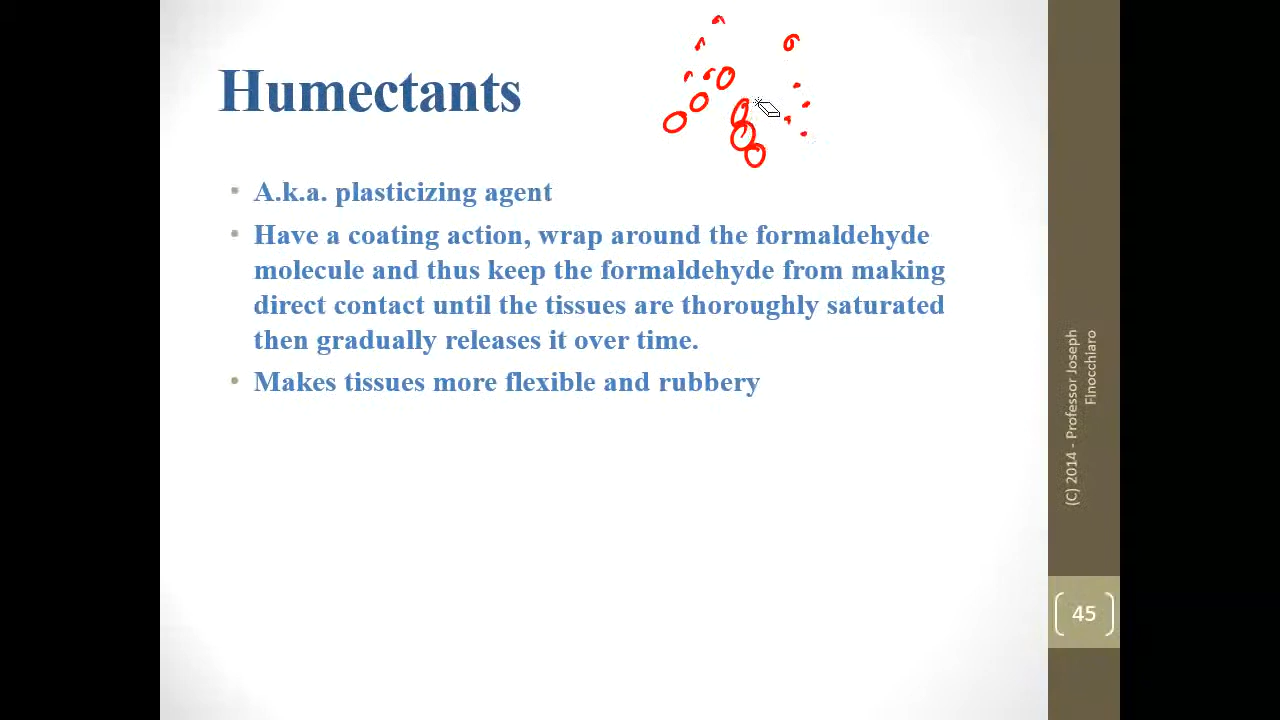 Humectants
A.k.a. plasticizing agent
Have a coating action, wrap around the formaldehyde
molecule and thus keep the formaldehyde from making
direct contact until the tissues are thoroughly saturated
then gradually releases it over time.
Makes tissues more flexible and rubbery
(C) 2014 - Professor Joseph
Finocchiaro
45